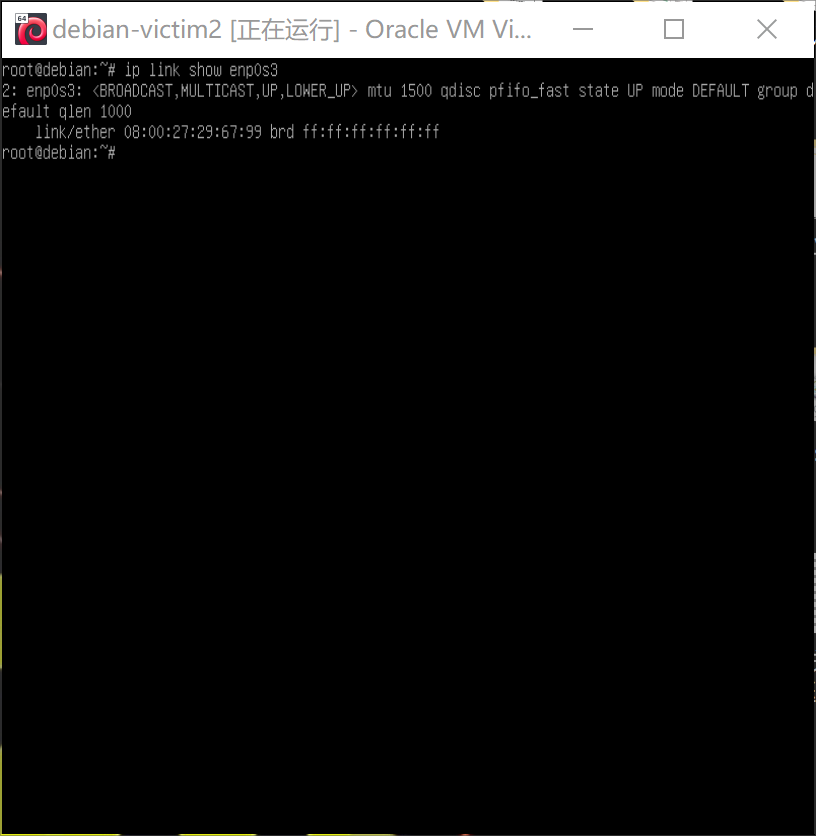 64
debian-victim2 [正在运行] - Oracle VM Vi...
root@debian:~# ip link show enp0s3
2: enp0s3: <BROADCAST,MULTICAST,UP,LOWER_UP> mtu 1500 qdisc pfifo_fast state UP mode DEFAULT group d
efault qlen 1000
    link/ether 08:00:27:29:67:99 brd ff:ff:ff:ff:ff:ff
root@debian:~#